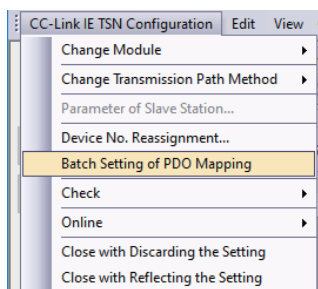 CC-Link IE TSN Configuration Edit View
Change Module
Change Transmission Path Method
Parameter of Slave Station...
Device No. Reassignment...
Batch Setting of PDO Mapping
Check
Online
Close with Discarding the Setting
Close with Reflecting the Setting